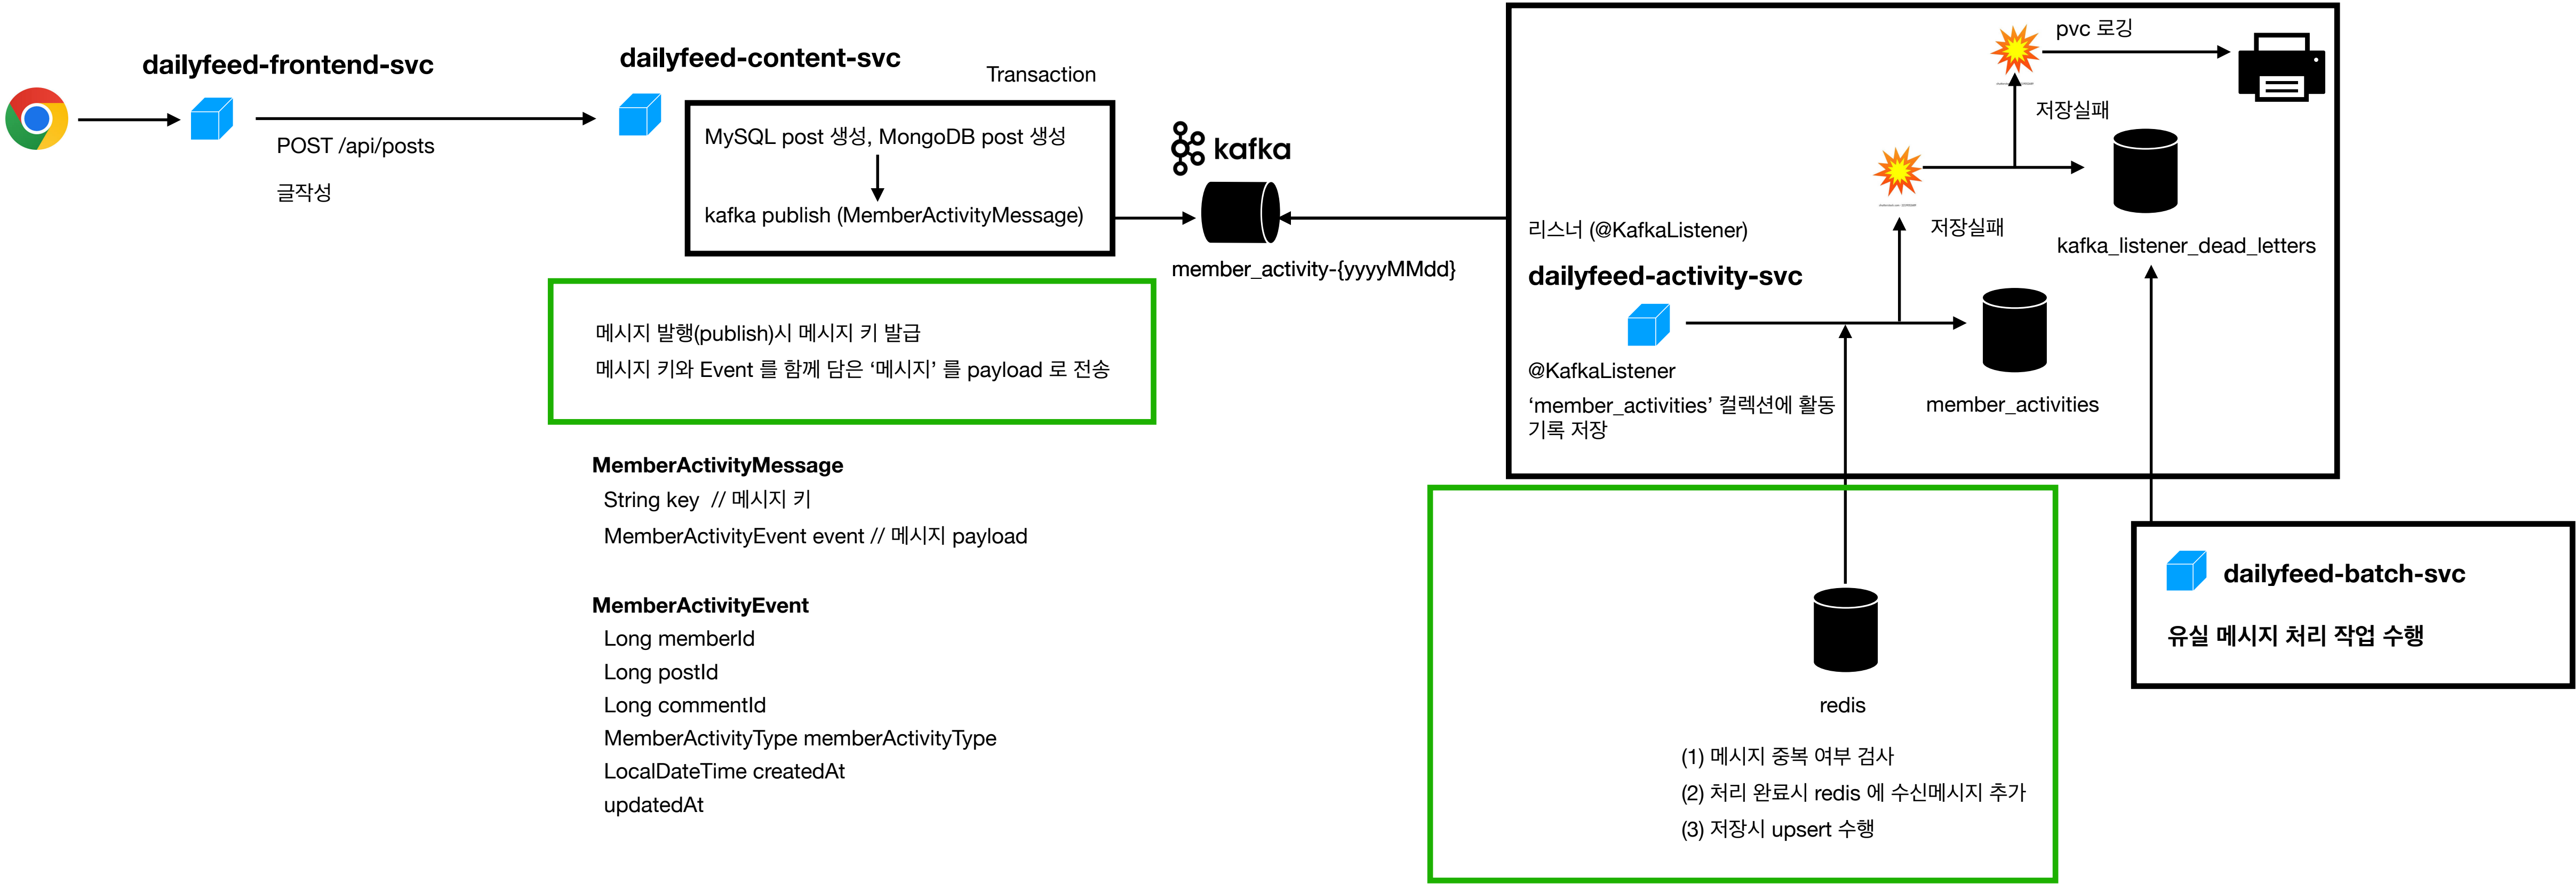 dailyfeed-frontend-svc
POST /api/posts
글작성
dailyfeed-content-svc
Transaction
MySQL post 생성, MongoDB post 생성
kafka publish (MemberActivityMessage)
kafka
member_activity-{yyyyMMdd}
메시지 발행(publish)시 메시지 키 발급
메시지 키와 Event 를 함께 담은 ‘메시지’ 를 payload 로 전송
MemberActivityMessage
String key  // 메시지 키
MemberActivityEvent event // 메시지 payload
MemberActivityEvent
Long memberId
Long postId
Long commentId
MemberActivityType memberActivityType
LocalDateTime createdAt
updatedAt
pvc 로깅
저장실패
저장실패
kafka_listener_dead_letters
리스너 (@KafkaListener)
dailyfeed-activity-svc
@KafkaListener
‘member_activities’ 컬렉션에 활동
기록 저장
member_activities
redis
(1) 메시지 중복 여부 검사
(2) 처리 완료시 redis 에 수신메시지 추가
(3) 저장시 upsert 수행
dailyfeed-batch-svc
유실 메시지 처리 작업 수행